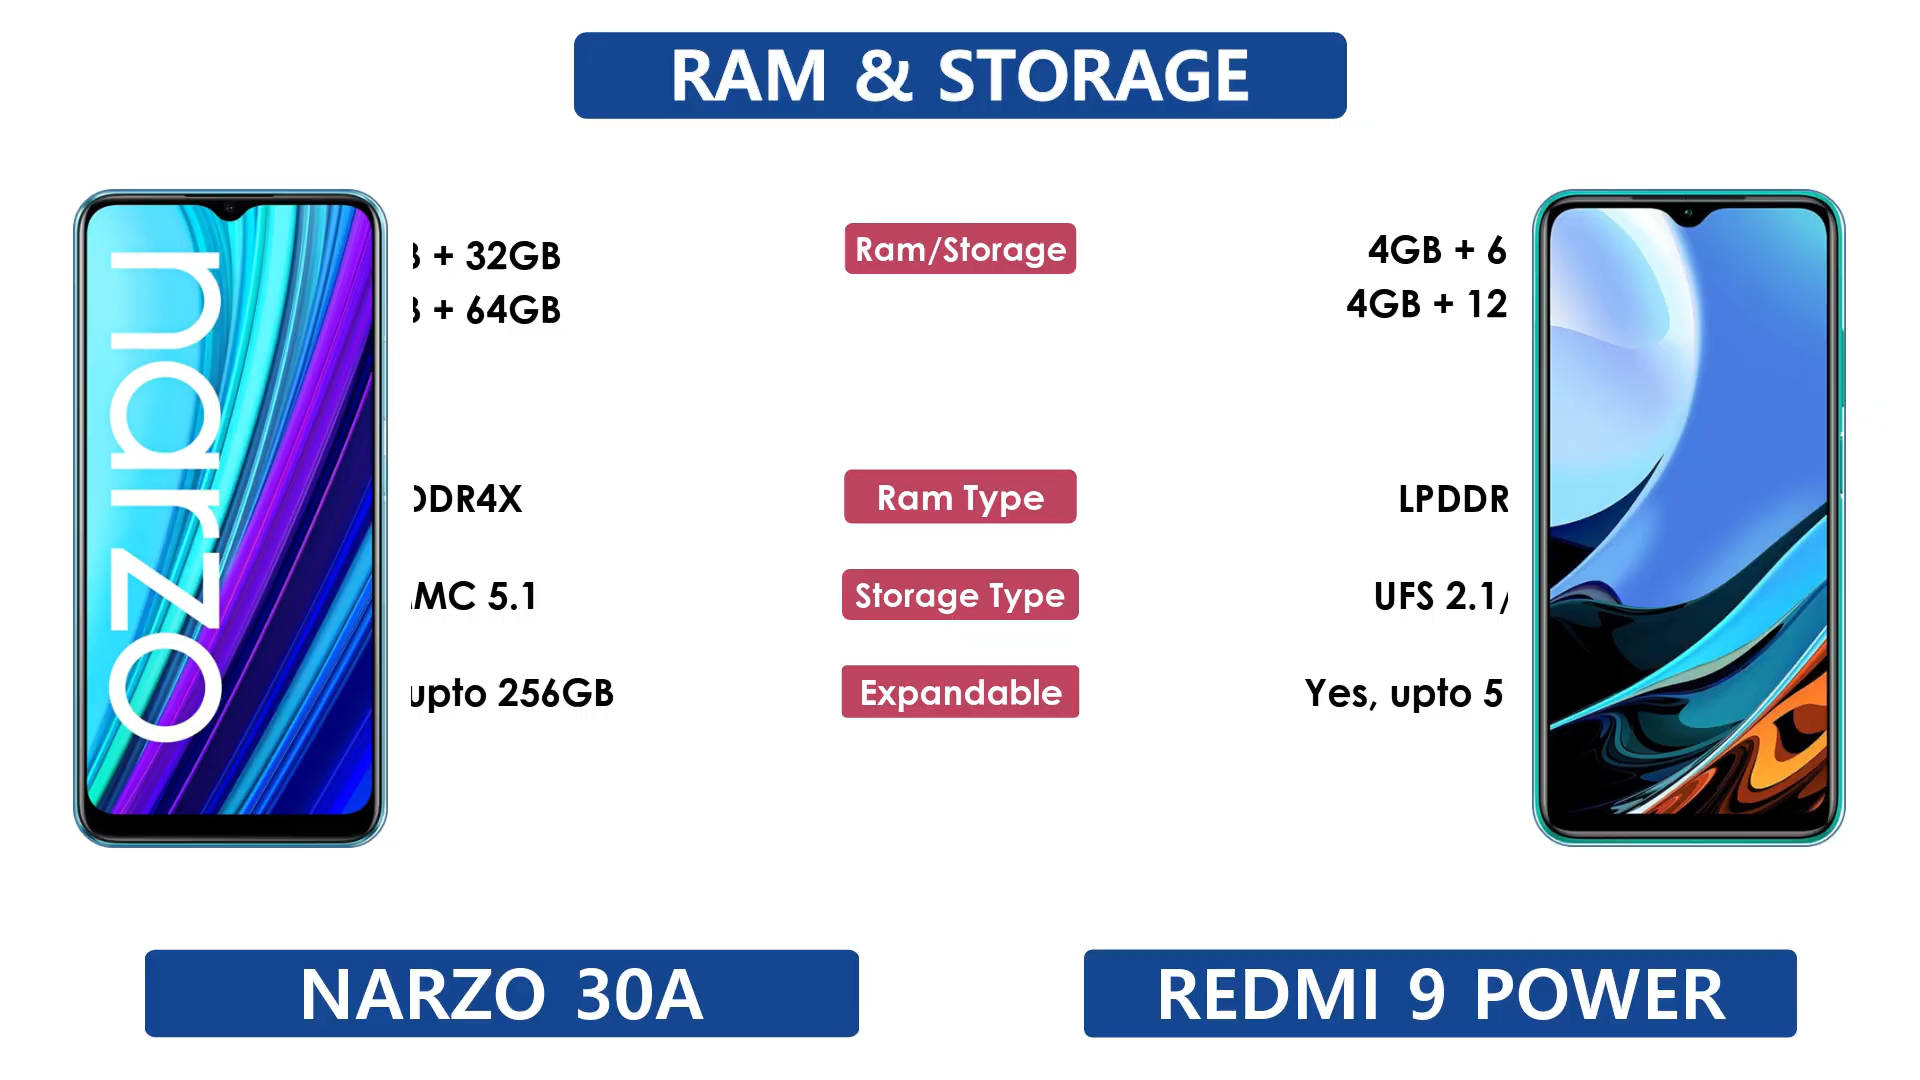 RAM & STORAGE
+ 32GB
Ram/Storage
4GB + 6
+ 64GB
4GB + 12
narzo
DDR4X
Ram Type
LPDDR
MC 5.1
Storage Type
UFS 2.1/
upto 256GB
Expandable
Yes, upto 5
NARZO 30A
REDMI 9 POWER